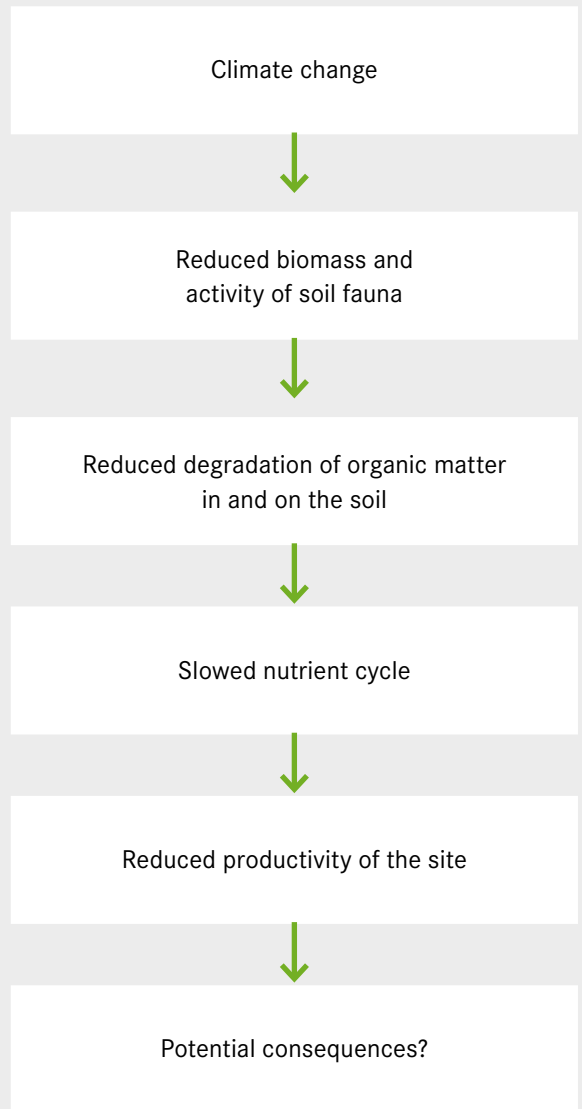 Climate change
Reduced biomass and
activity of soil fauna
Reduced degradation of organic matter
in and on the soil
Slowed nutrient cycle
Reduced productivity of the site
Potential consequences?